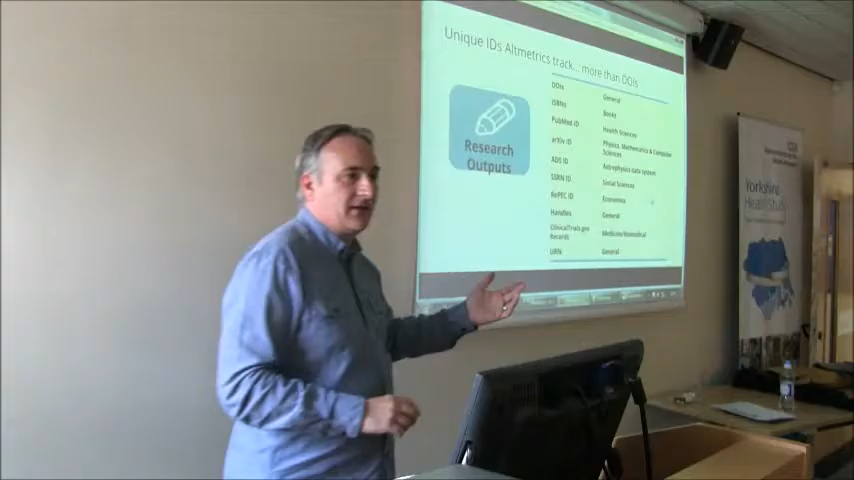 Unique IDs Altmetrics track... more than DOIs
Research
Outputs
DOIs General
ISBNs Books
PubMed ID Health Sciences
arXiv ID Physics, Mathematics & Computer
Sciences
ADS ID Astrophysics data system
SSRN ID Social Sciences
RePEC ID Economics
Handles General
ClinicalTrials.gov
Records Medicine/Biomedical
URN General
Yorkshire